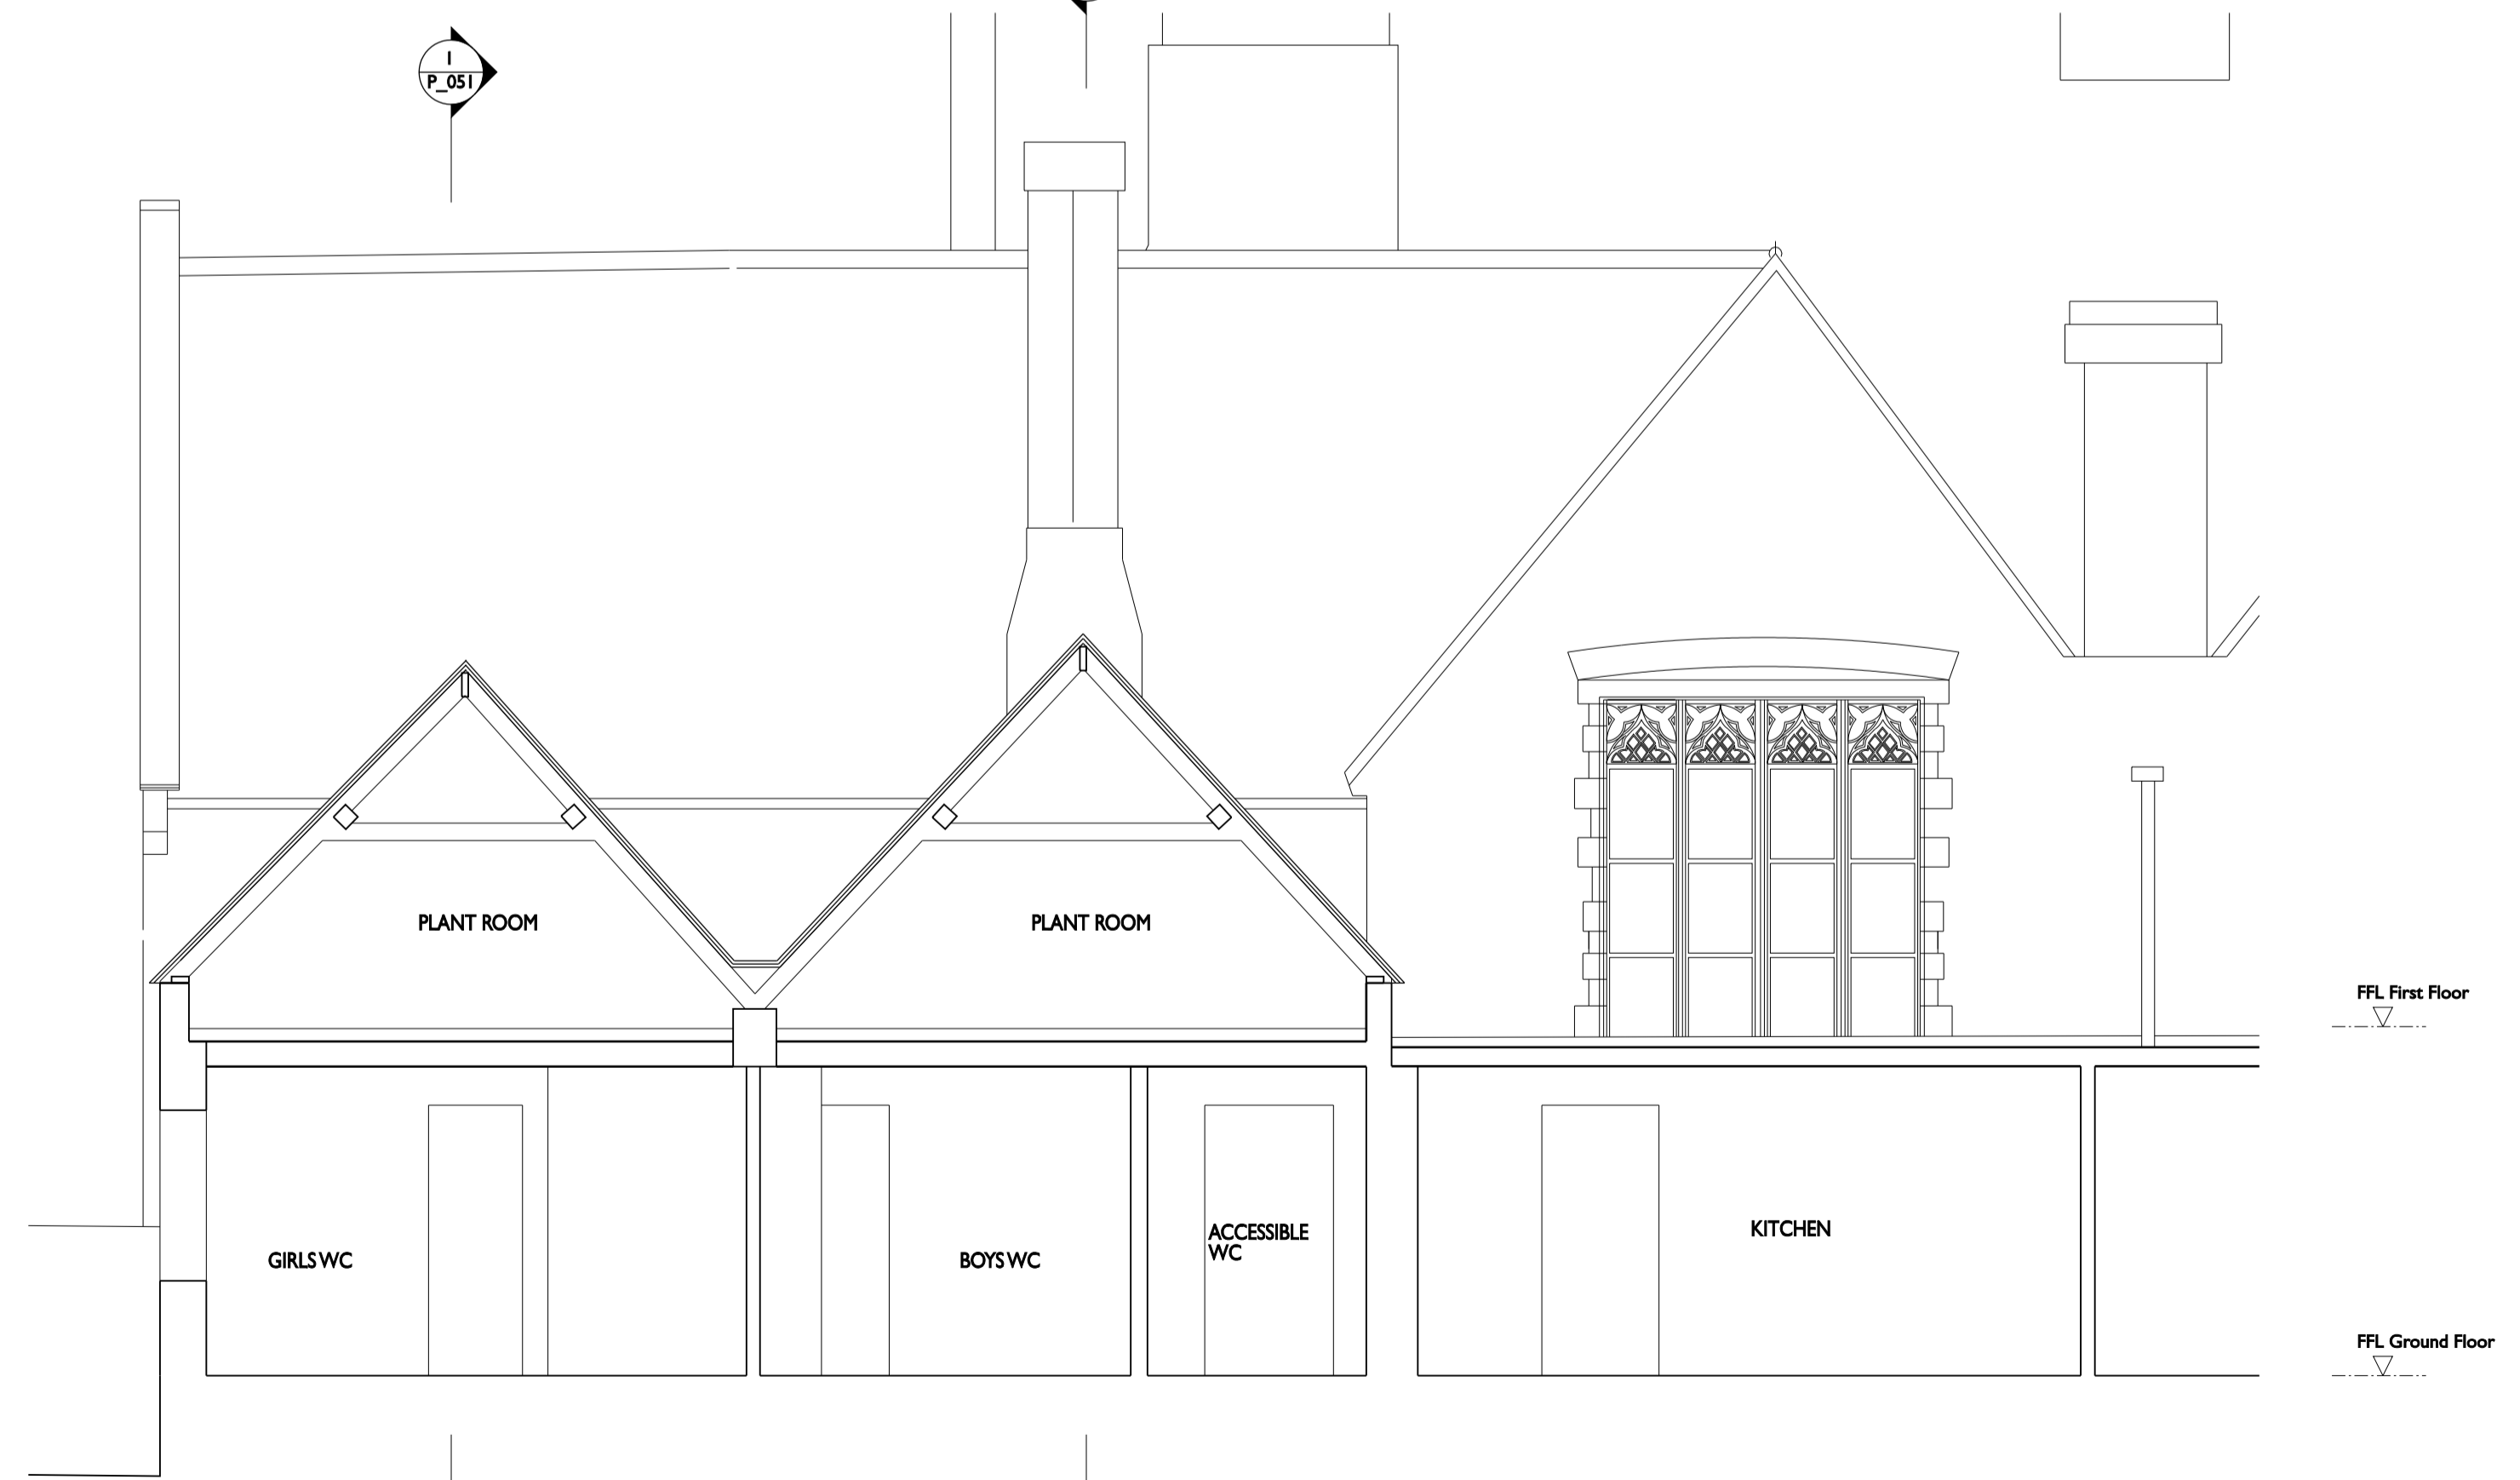 1
P_051
PLANT ROOM
PLANT ROOM
FFL First Floor
GIRLS WC
BOYS WC
ACCESSIBLE
WC
KITCHEN
FFL Ground Floor